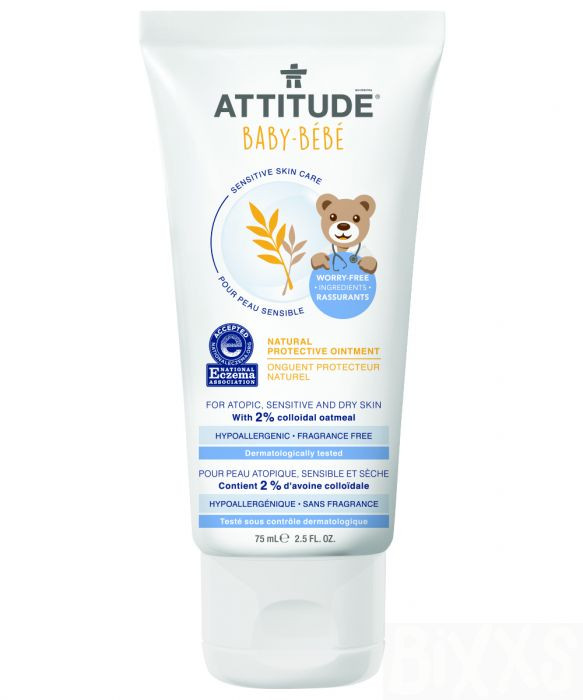 ATTITUDE®
BABY-BÉBÉ
SENSITIVE SKIN CARE
WORRY-FREE
• INGREDIENTS •
RASSURANTS
POUR PEAU SENSIBLE
ACCEPTED
NATIONALECZEMA.ORG
NATIONAL
Eczema
ASSOCIATION
NATURAL
PROTECTIVE OINTMENT
ONGUENT PROTECTEUR
NATUREL
FOR ATOPIC, SENSITIVE AND DRY SKIN
With 2% colloidal oatmeal
HYPOALLERGENIC • FRAGRANCE FREE
Dermatologically tested
POUR PEAU ATOPIQUE, SENSIBLE ET SÈCHE
Contient 2 % d'avoine colloïdale
HYPOALLERGÉNIQUE • SANS FRAGRANCE
Testé sous contrôle dermatologique
75 mL℮ 2.5 FL. OZ.
BiXXS